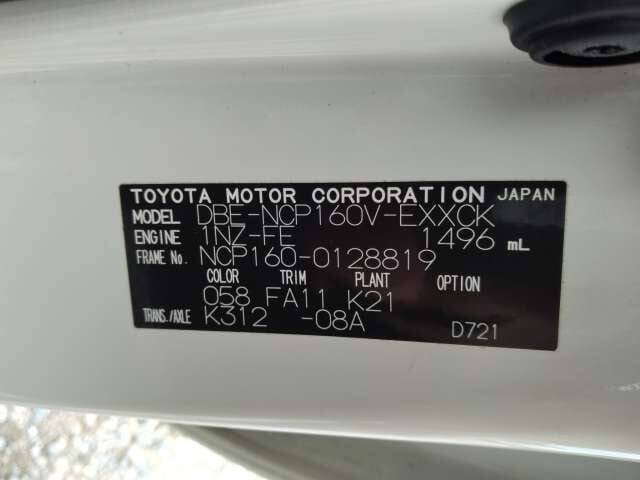 TOYOTA MOTOR CORPORATION JAPAN
MODEL DBE-NCP160V-EXXCK
ENGINE 1NZ-FE 1496 mL
FRAME No. NCP160-0128819
COLOR TRIM PLANT OPTION
058 FA11 K21
TRANS./AXLE K312 -08A D721